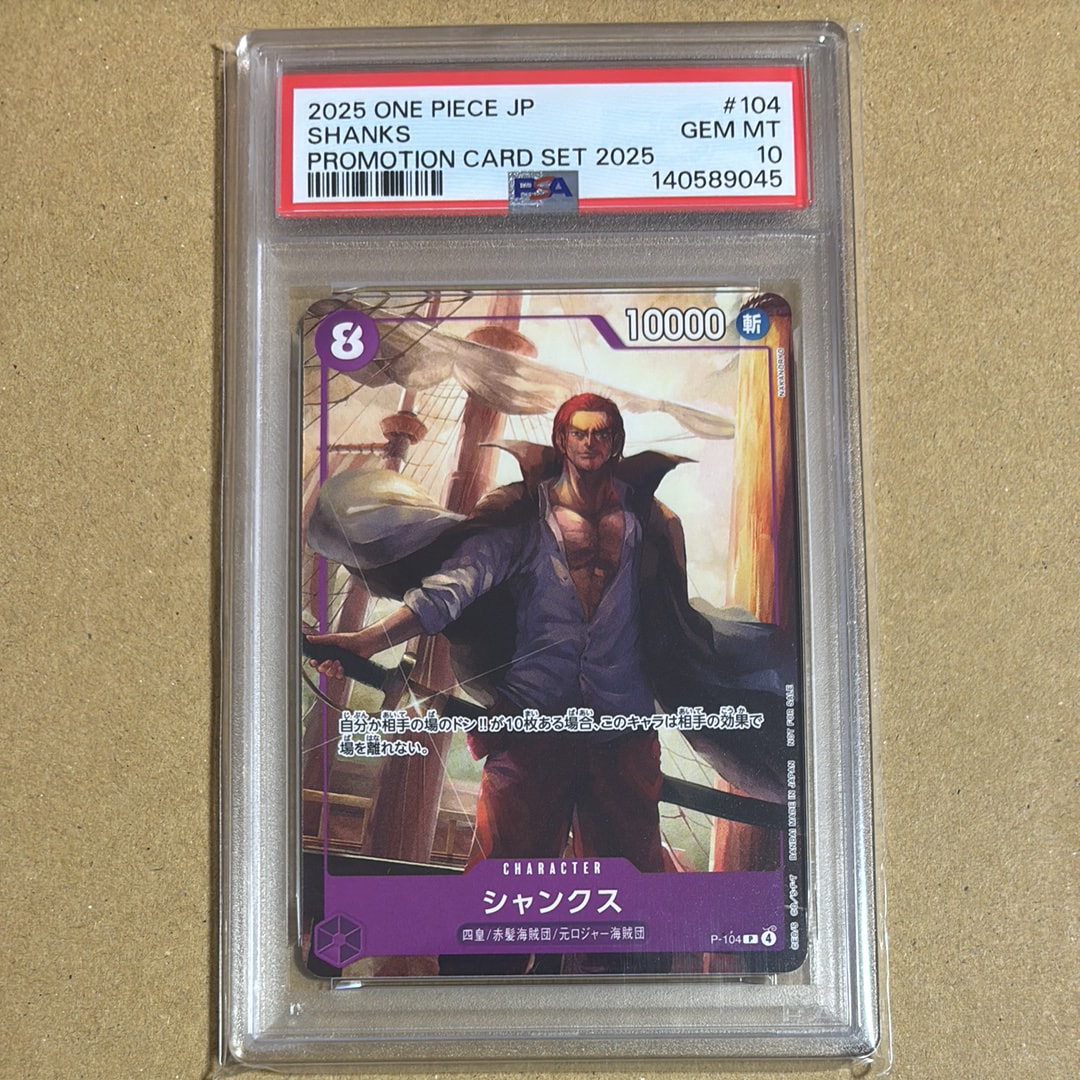 2025 ONE PIECE JP #104
SHANKS GEM MT
PROMOTION CARD SET 2025 10
PSA 140589045
8 10000 斬
NAKANORYO
自分か相手の場のドン!!が10枚ある場合、このキャラは相手の効果で
場を離れない。
CHARACTER
シャンクス
四皇/赤髪海賊団/元ロジャー海賊団
P-104 P 4
BANDAI MADE IN JAPAN NOT FOR SALE